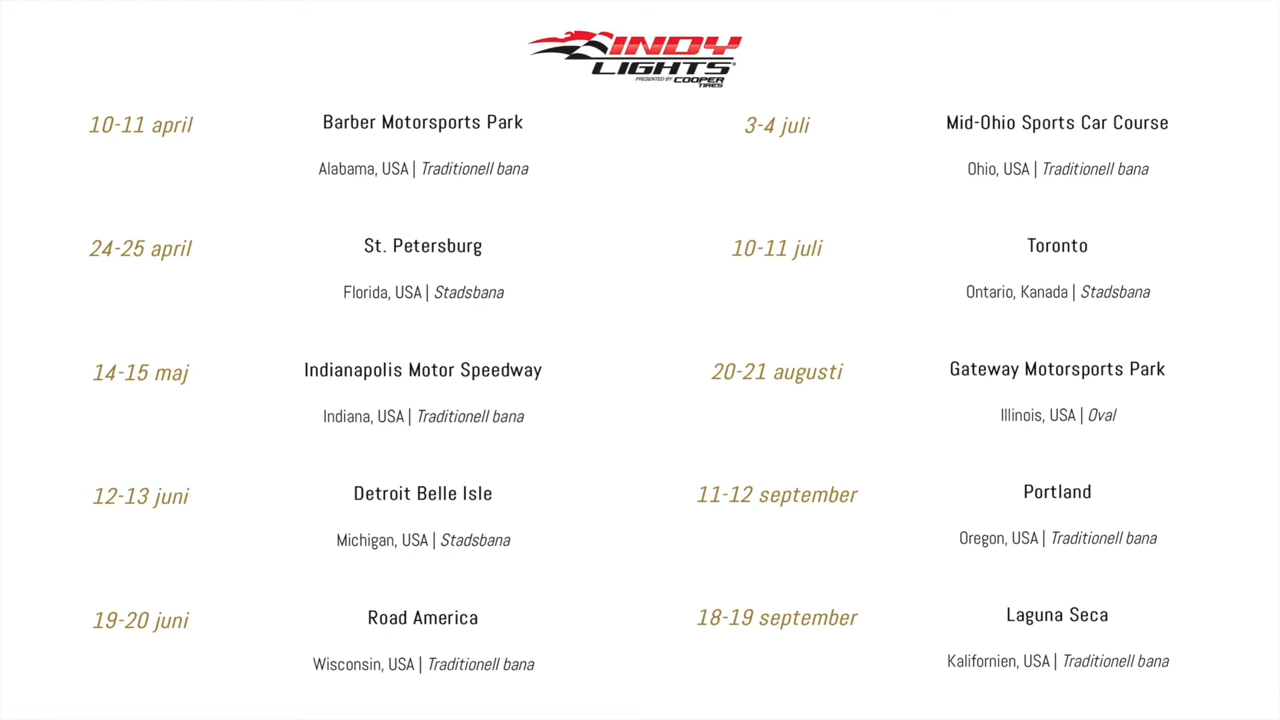 INDY
LIGHTS®
PRESENTED BY COOPER
TIRES
10-11 april
Barber Motorsports Park
Alabama, USA | Traditionell bana
24-25 april
St. Petersburg
Florida, USA | Stadsbana
14-15 maj
Indianapolis Motor Speedway
Indiana, USA | Traditionell bana
12-13 juni
Detroit Belle Isle
Michigan, USA | Stadsbana
19-20 juni
Road America
Wisconsin, USA | Traditionell bana
3-4 juli
Mid-Ohio Sports Car Course
Ohio, USA | Traditionell bana
10-11 juli
Toronto
Ontario, Kanada | Stadsbana
20-21 augusti
Gateway Motorsports Park
Illinois, USA | Oval
11-12 september
Portland
Oregon, USA | Traditionell bana
18-19 september
Laguna Seca
Kalifornien, USA | Traditionell bana